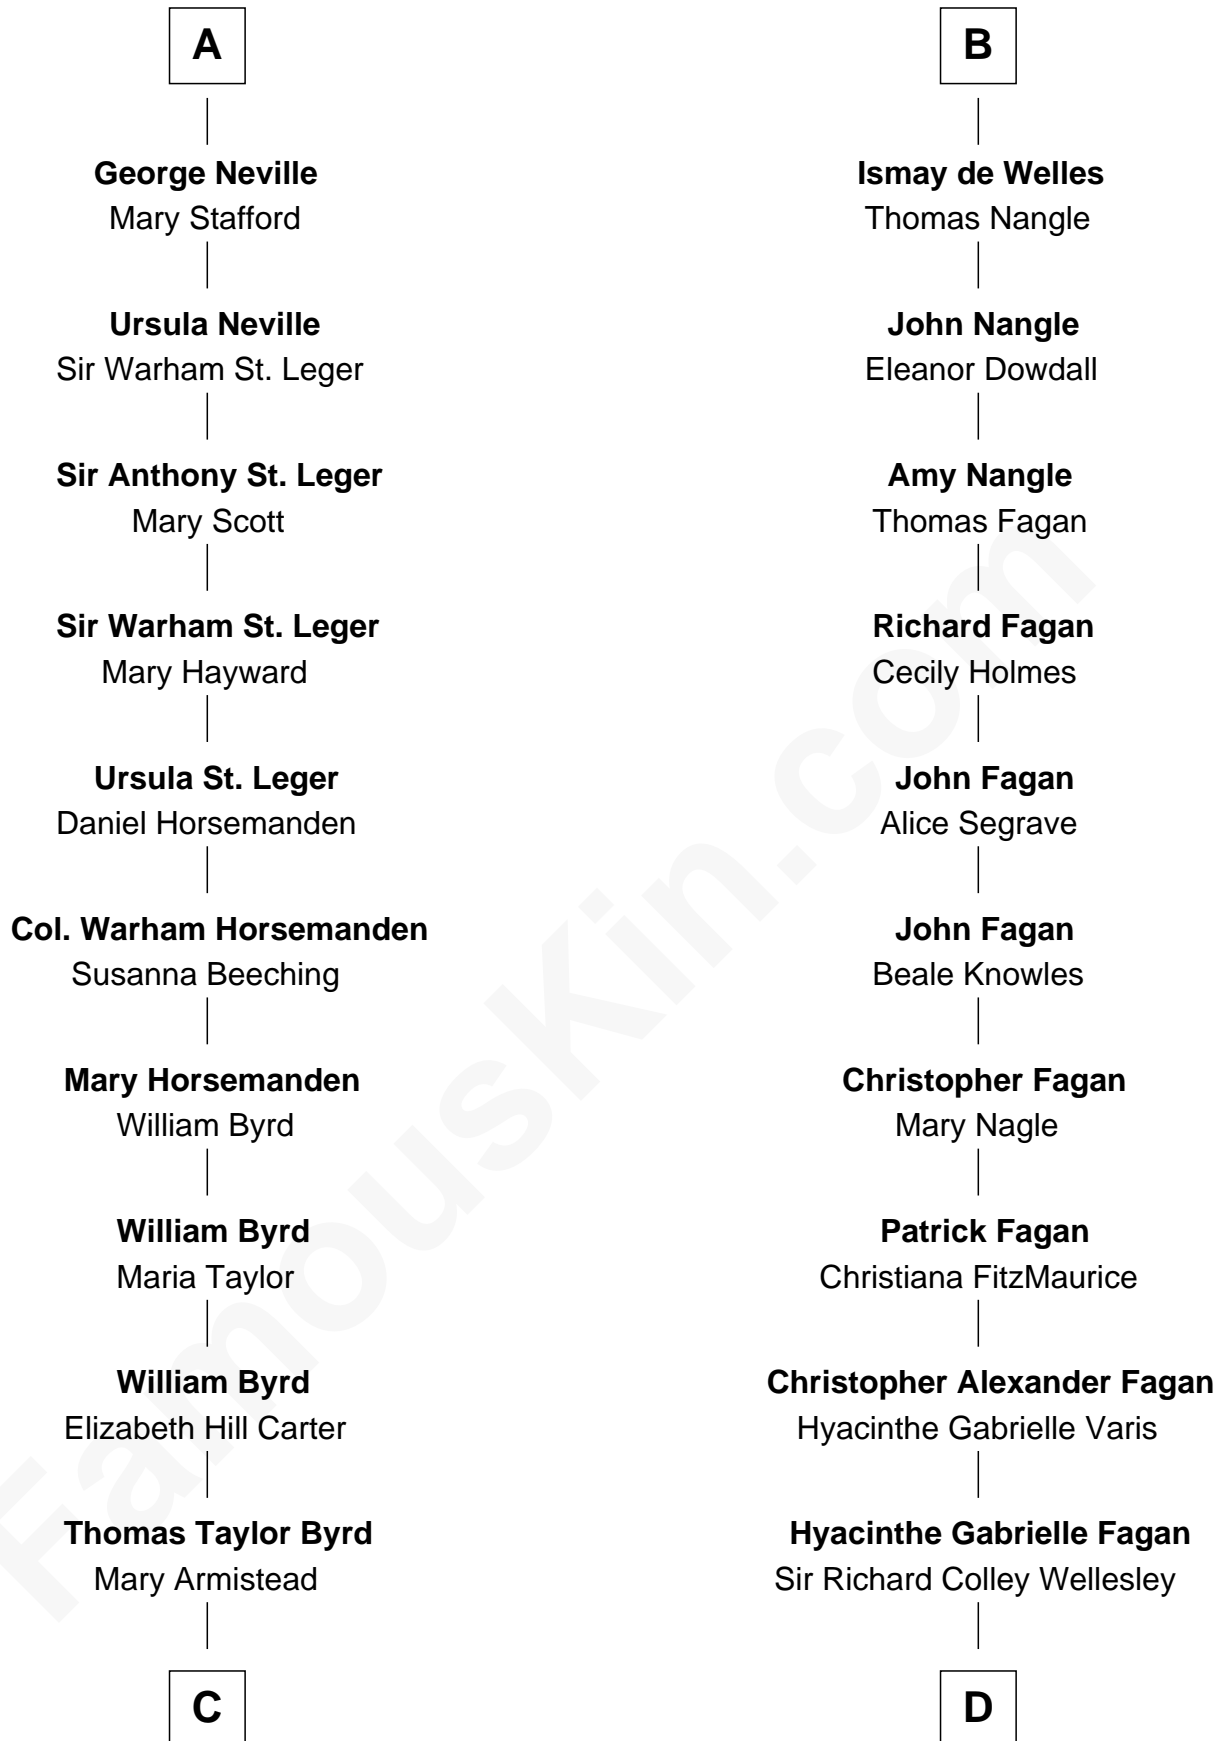 A
George Neville
Mary Stafford
Ursula Neville
Sir Warham St. Leger
Sir Anthony St. Leger
Mary Scott
Sir Warham St. Leger
Mary Hayward
Ursula St. Leger
Daniel Horsemanden
Col. Warham Horsemanden
Susanna Beeching
Mary Horsemanden
William Byrd
William Byrd
Maria Taylor
William Byrd
Elizabeth Hill Carter
Thomas Taylor Byrd
Mary Armistead
C
B
Ismay de Welles
Thomas Nangle
John Nangle
Eleanor Dowdall
Amy Nangle
Thomas Fagan
Richard Fagan
Cecily Holmes
John Fagan
Alice Segrave
John Fagan
Beale Knowles
Christopher Fagan
Mary Nagle
Patrick Fagan
Christiana FitzMaurice
Christopher Alexander Fagan
Hyacinthe Gabrielle Varis
Hyacinthe Gabrielle Fagan
Sir Richard Colley Wellesley
D
FamousKin.com